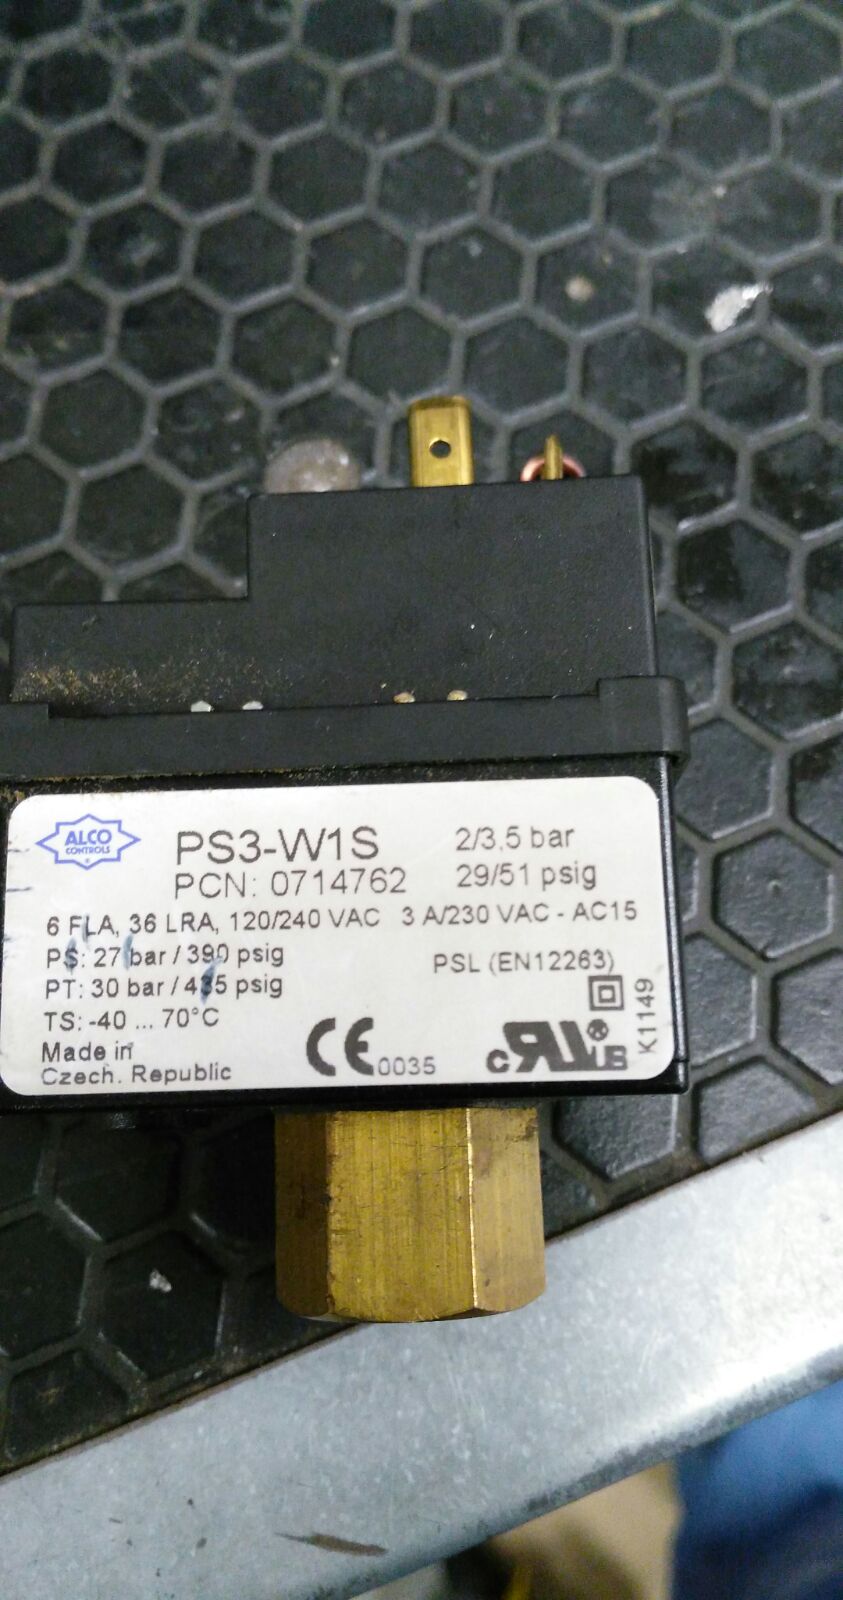 ALCO
CONTROLS
®
PS3-W1S 2/3,5 bar
PCN: 0714762 29/51 psig
6 FLA, 36 LRA, 120/240 VAC 3 A/230 VAC - AC15
PS: 27 bar / 390 psig
PSL (EN12263)
PT: 30 bar / 435 psig
TS: -40 ... 70°C
Made in
Czech. Republic
CE 0035
c RU US
K1149